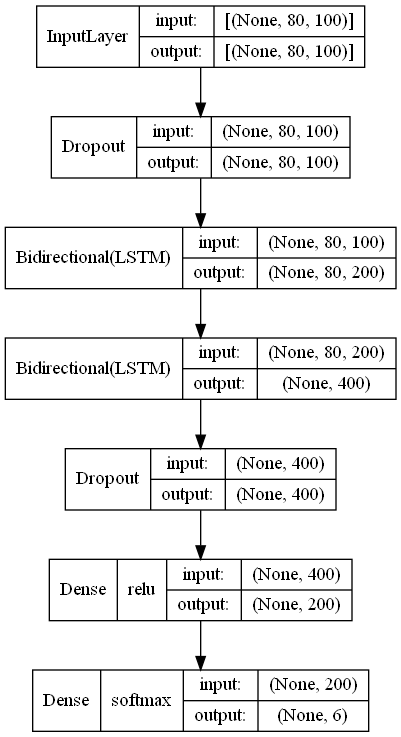 InputLayer input: [(None, 80, 100)]
output: [(None, 80, 100)]
Dropout input: (None, 80, 100)
output: (None, 80, 100)
Bidirectional(LSTM) input: (None, 80, 100)
output: (None, 80, 200)
Bidirectional(LSTM) input: (None, 80, 200)
output: (None, 400)
Dropout input: (None, 400)
output: (None, 400)
Dense relu input: (None, 400)
output: (None, 200)
Dense softmax input: (None, 200)
output: (None, 6)